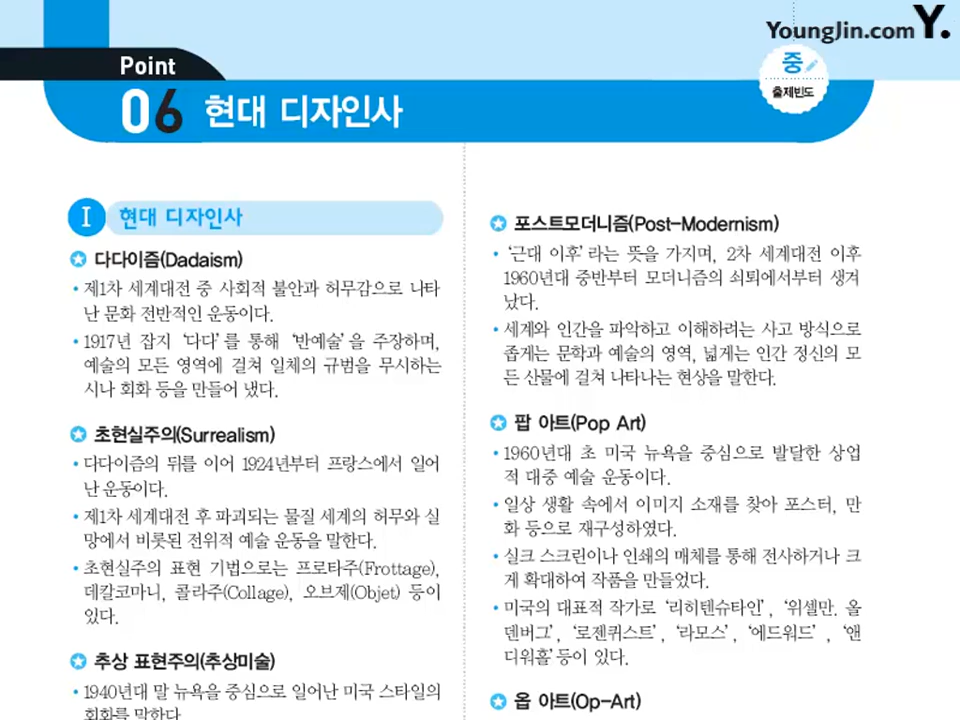 YoungJin.com Y.
Point
06 현대 디자인사
중
출제빈도
I 현대 디자인사
다다이즘(Dadaism)
• 제1차 세계대전 중 사회적 불안과 허무감으로 나타
난 문화 전반적인 운동이다.
• 1917년 잡지 ‘다다’를 통해 ‘반예술’을 주장하며,
예술의 모든 영역에 걸쳐 일체의 규범을 무시하는
시나 회화 등을 만들어 냈다.
초현실주의(Surrealism)
• 다다이즘의 뒤를 이어 1924년부터 프랑스에서 일어
난 운동이다.
• 제1차 세계대전 후 파괴되는 물질 세계의 허무와 실
망에서 비롯된 전위적 예술 운동을 말한다.
• 초현실주의 표현 기법으로는 프로타주(Frottage),
데칼코마니, 콜라주(Collage), 오브제(Objet) 등이
있다.
추상 표현주의(추상미술)
• 1940년대 말 뉴욕을 중심으로 일어난 미국 스타일의
회화를 말한다
포스트모더니즘(Post-Modernism)
• ‘근대 이후’라는 뜻을 가지며, 2차 세계대전 이후
1960년대 중반부터 모더니즘의 쇠퇴에서부터 생겨
났다.
• 세계와 인간을 파악하고 이해하려는 사고 방식으로
좁게는 문학과 예술의 영역, 넓게는 인간 정신의 모
든 산물에 걸쳐 나타나는 현상을 말한다.
팝 아트(Pop Art)
• 1960년대 초 미국 뉴욕을 중심으로 발달한 상업
적 대중 예술 운동이다.
• 일상 생활 속에서 이미지 소재를 찾아 포스터, 만
화 등으로 재구성하였다.
• 실크 스크린이나 인쇄의 매체를 통해 전사하거나 크
게 확대하여 작품을 만들었다.
• 미국의 대표적 작가로 ‘리히텐슈타인’, ‘위셀만. 올
덴버그’, ‘로젠퀴스트’, ‘라모스’, ‘에드워드’, ‘앤
디워홀’등이 있다.
옵 아트(Op-Art)